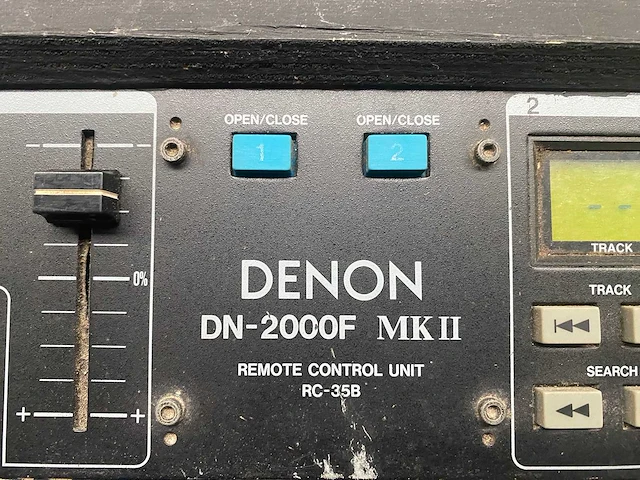 2
OPEN/CLOSE OPEN/CLOSE
1 2
TRACK
0%
DENON
TRACK
DN-2000F MKII
REMOTE CONTROL UNIT
RC-35B
SEARCH